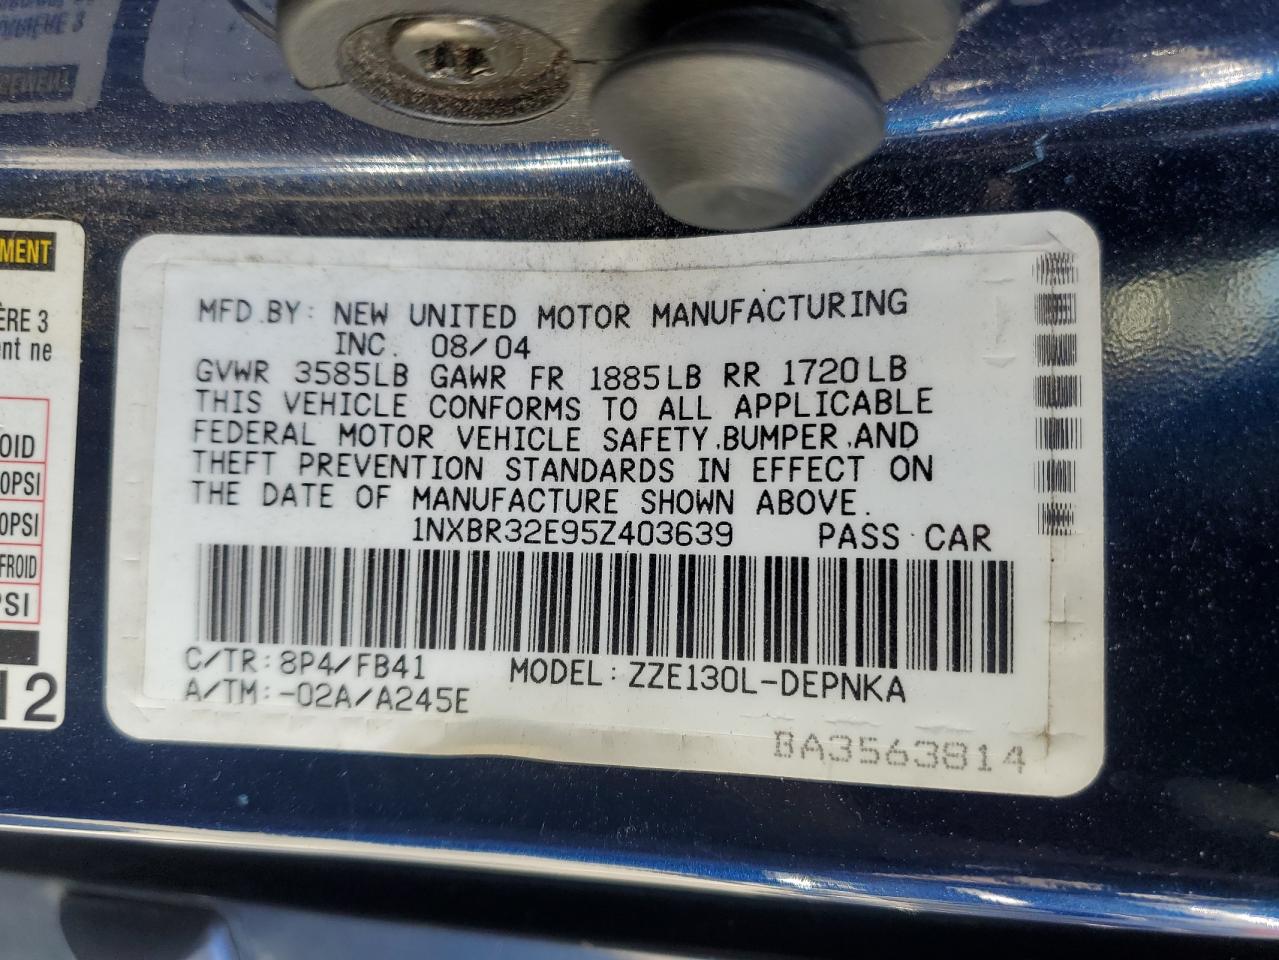 MENT
ÈRE 3
ent ne
OID
0PSI
0PSI
FROID
PSI
12
MFD.BY: NEW UNITED MOTOR MANUFACTURING
INC. 08/04
GVWR 3585LB GAWR FR 1885LB RR 1720LB
THIS VEHICLE CONFORMS TO ALL APPLICABLE
FEDERAL MOTOR VEHICLE SAFETY,BUMPER,AND
THEFT PREVENTION STANDARDS IN EFFECT ON
THE DATE OF MANUFACTURE SHOWN ABOVE.
1NXBR32E95Z403639 PASS CAR
C/TR:8P4/FB41 MODEL:ZZE130L-DEPNKA
A/TM:-02A/A245E
BA3563814